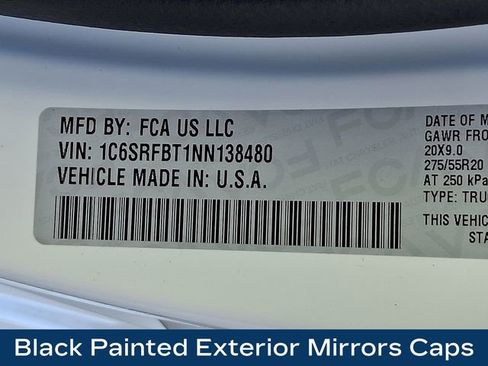 MFD BY: FCA US LLC
VIN: 1C6SRFBT1NN138480
VEHICLE MADE IN: U.S.A.
DATE OF M
GAWR FRO
20X9.0
275/55R20
AT 250 kPa
TYPE: TRU
THIS VEHIC
STA
Black Painted Exterior Mirrors Caps